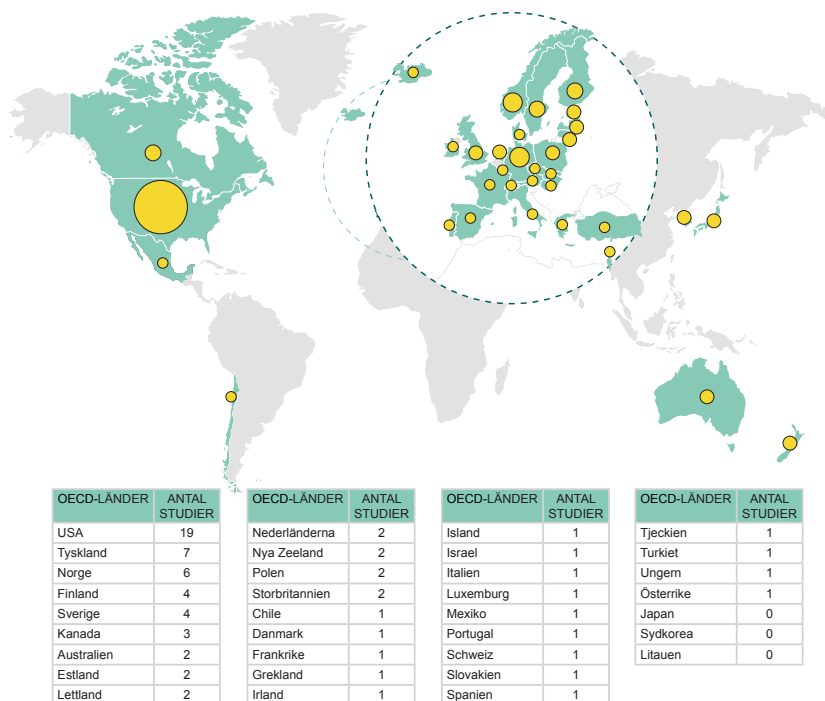 OECD-LÄNDER ANTAL STUDIER
USA 19
Tyskland 7
Norge 6
Finland 4
Sverige 4
Kanada 3
Australien 2
Estland 2
Lettland 2
OECD-LÄNDER ANTAL STUDIER
Nederländerna 2
Nya Zeeland 2
Polen 2
Storbritannien 2
Chile 1
Danmark 1
Frankrike 1
Grekland 1
Irland 1
OECD-LÄNDER ANTAL STUDIER
Island 1
Israel 1
Italien 1
Luxemburg 1
Mexiko 1
Portugal 1
Schweiz 1
Slovakien 1
Spanien 1
OECD-LÄNDER ANTAL STUDIER
Tjeckien 1
Turkiet 1
Ungern 1
Österrike 1
Japan 0
Sydkorea 0
Litauen 0